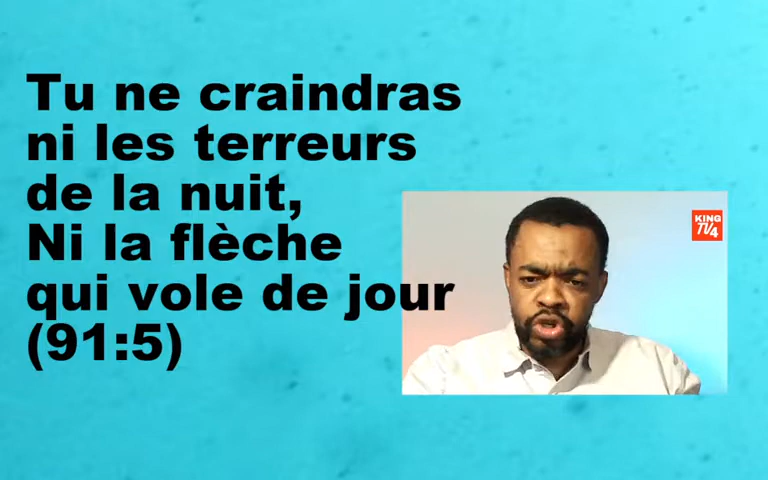 Tu ne craindras
ni les terreurs
de la nuit,
Ni la flèche
qui vole de jour
(91:5)
KING
TV4